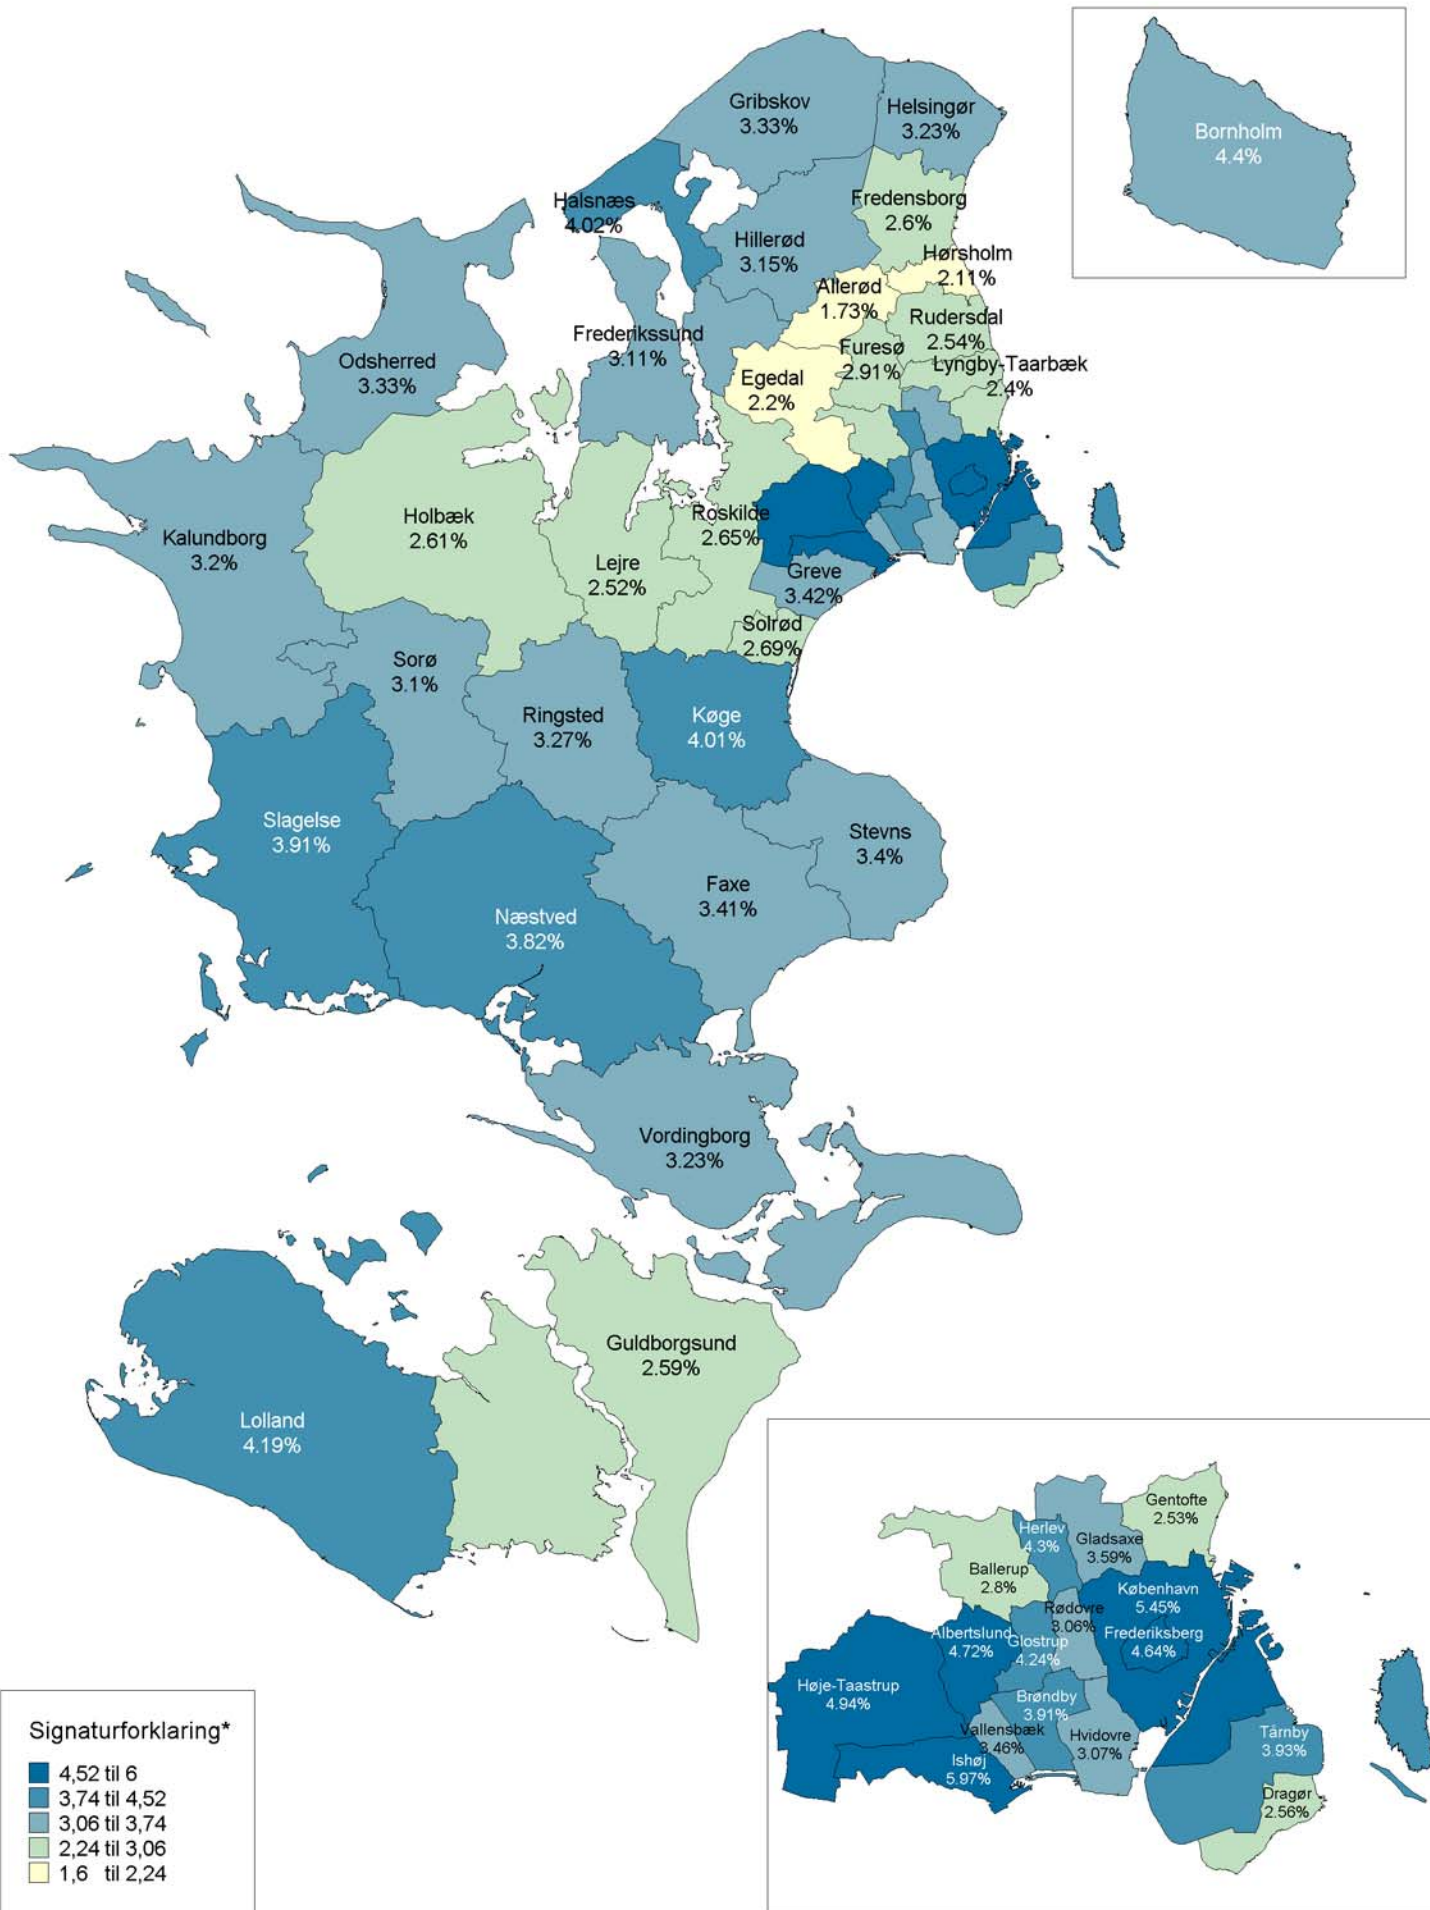 Gribskov
3.33%
Helsingør
3.23%
Bornholm
4.4%
Halsnæs
4.02%
Fredensborg
2.6%
Hillerød
3.15%
Hørsholm
2.11%
Allerød
1.73%
Rudersdal
2.54%
Frederikssund
3.11%
Furesø
2.91%
Lyngby-Taarbæk
2.4%
Odsherred
3.33%
Egedal
2.2%
Kalundborg
3.2%
Holbæk
2.61%
Roskilde
2.65%
Lejre
2.52%
Greve
3.42%
Solrød
2.69%
Sorø
3.1%
Ringsted
3.27%
Køge
4.01%
Slagelse
3.91%
Stevns
3.4%
Faxe
3.41%
Næstved
3.82%
Vordingborg
3.23%
Guldborgsund
2.59%
Lolland
4.19%
Gentofte
2.53%
Herlev
4.3%
Gladsaxe
3.59%
Ballerup
2.8%
København
5.45%
Rødovre
3.06%
Albertslund
4.72%
Glostrup
4.24%
Frederiksberg
4.64%
Høje-Taastrup
4.94%
Brøndby
3.91%
Vallensbæk
3.46%
Hvidovre
3.07%
Ishøj
5.97%
Tårnby
3.93%
Dragør
2.56%
Signaturforklaring*
4,52 til 6
3,74 til 4,52
3,06 til 3,74
2,24 til 3,06
1,6 til 2,24